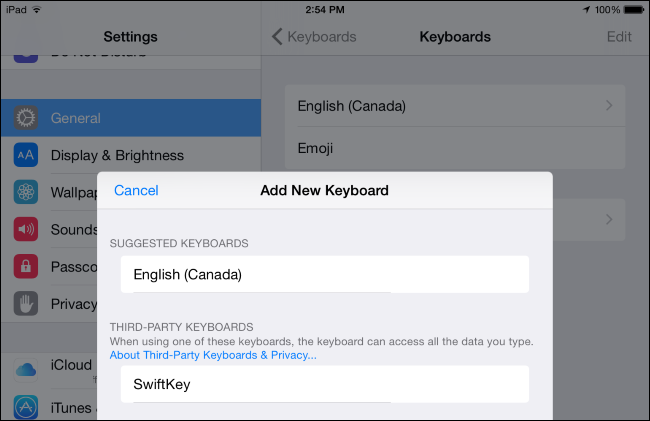 iPad 2:54 PM 100%
Settings
Keyboards Keyboards Edit
Do Not Disturb
General
English (Canada)
Emoji
Display & Brightness
Wallpap
Sounds
Passco
Privacy
iCloud
iTunes &
Cancel Add New Keyboard
SUGGESTED KEYBOARDS
English (Canada)
THIRD-PARTY KEYBOARDS
When using one of these keyboards, the keyboard can access all the data you type.
About Third-Party Keyboards & Privacy...
SwiftKey